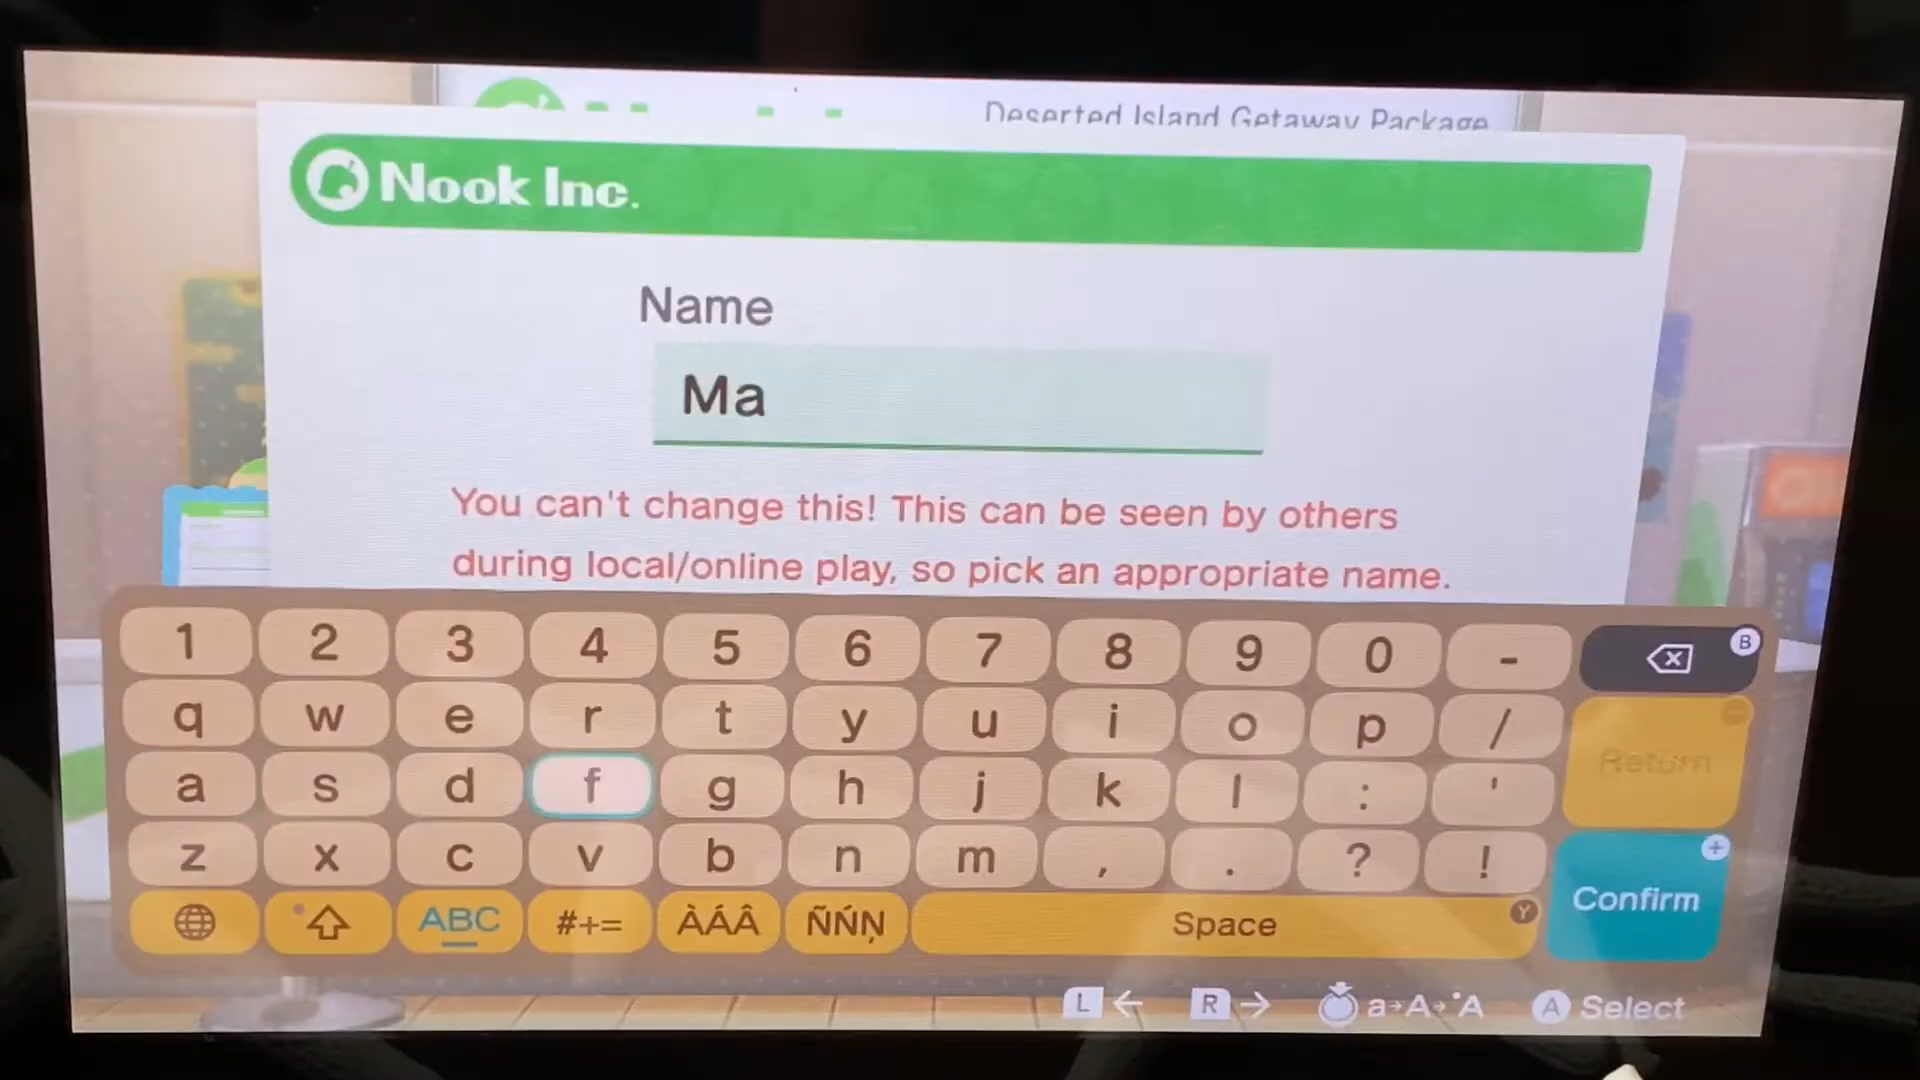 Deserted Island Getaway Package
Nook Inc.
Name
Ma
You can't change this! This can be seen by others
during local/online play, so pick an appropriate name.
1 2 3 4 5 6 7 8 9 0 - B
q w e r t y u i o p /
Return
a s d f g h j k l : '
z x c v b n m , . ? ! +
Confirm
ABC #+= ÀÁÂ ÑŃŅ Space Y
L ← R → a→A→•A A Select